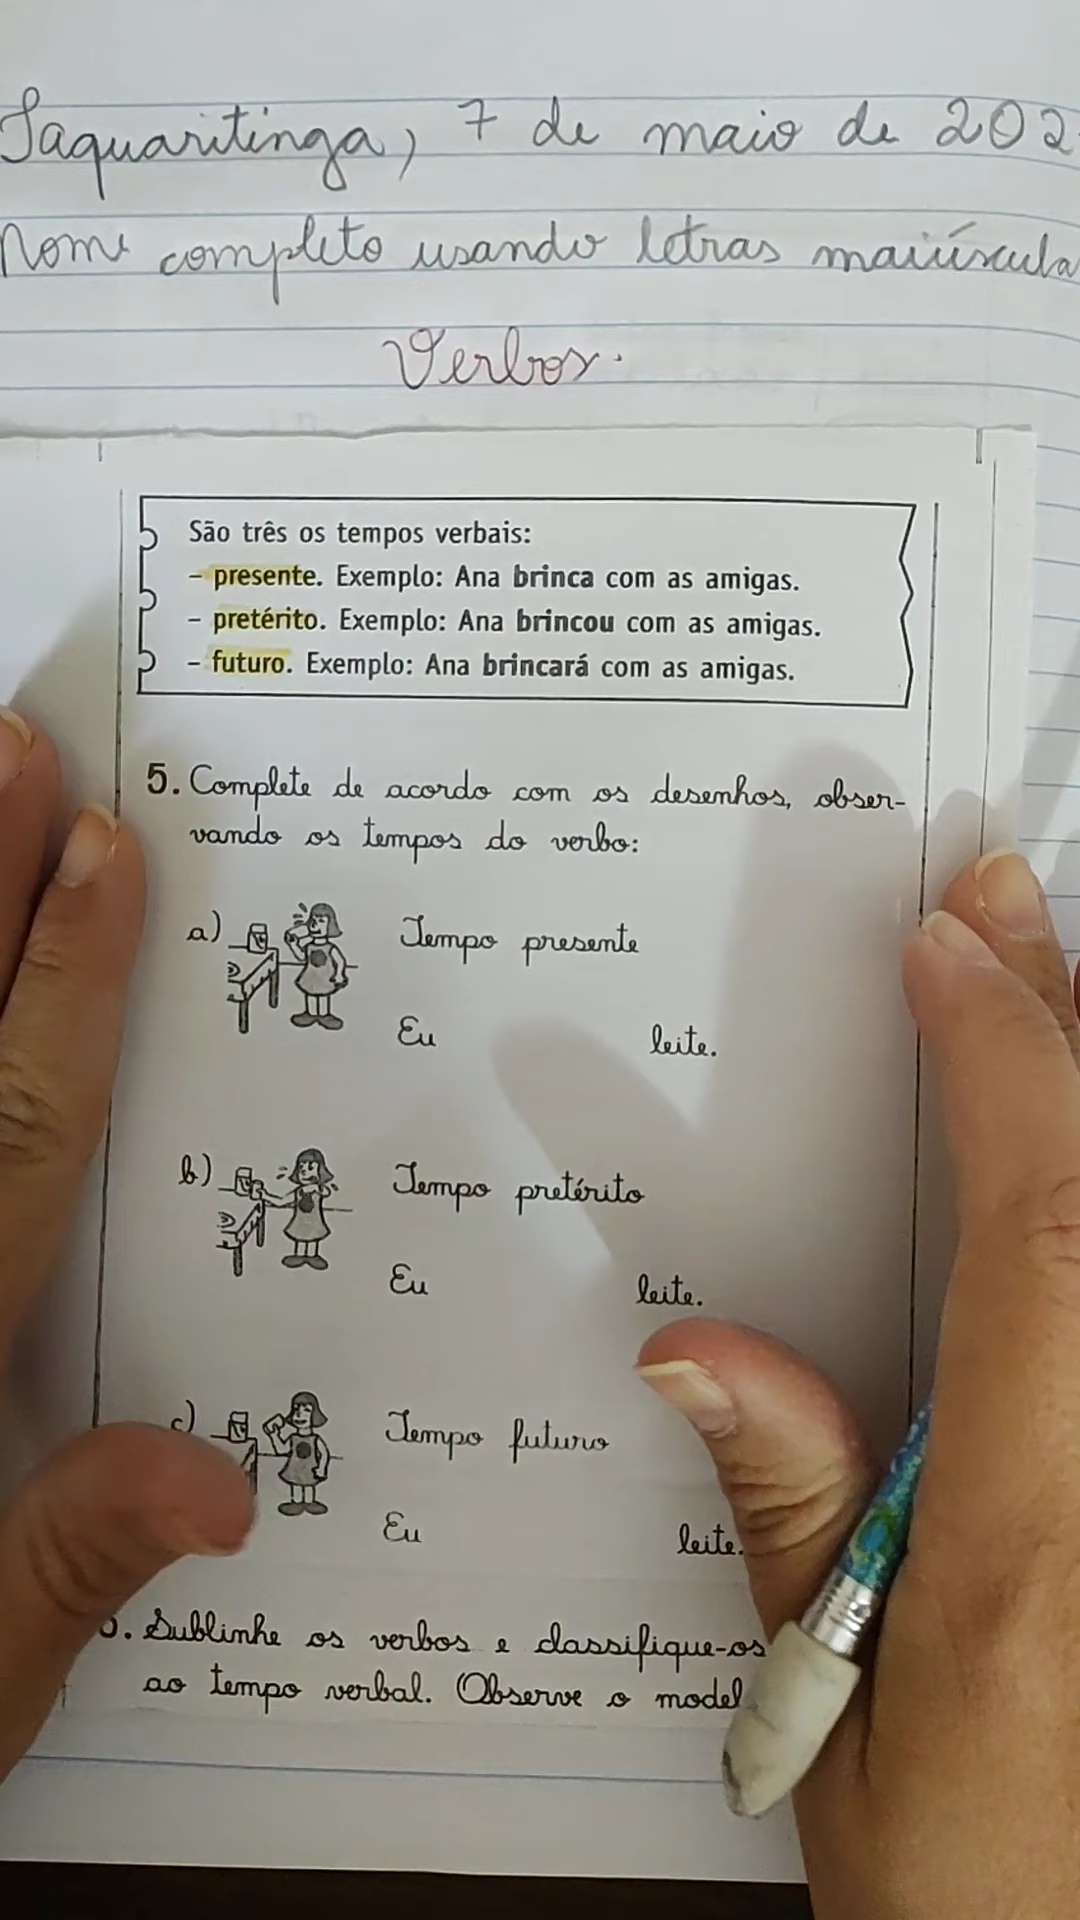 Taquaritinga, 7 de maio de 202
Nome completo usando letras maiúscula
Verbos.
São três os tempos verbais:
– presente. Exemplo: Ana brinca com as amigas.
– pretérito. Exemplo: Ana brincou com as amigas.
– futuro. Exemplo: Ana brincará com as amigas.
5. Complete de acordo com os desenhos, obser-
vando os tempos do verbo:
a) Tempo presente
Eu leite.
b) Tempo pretérito
Eu leite.
c) Tempo futuro
Eu leite.
. Sublinhe os verbos e classifique-os
ao tempo verbal. Observe o model